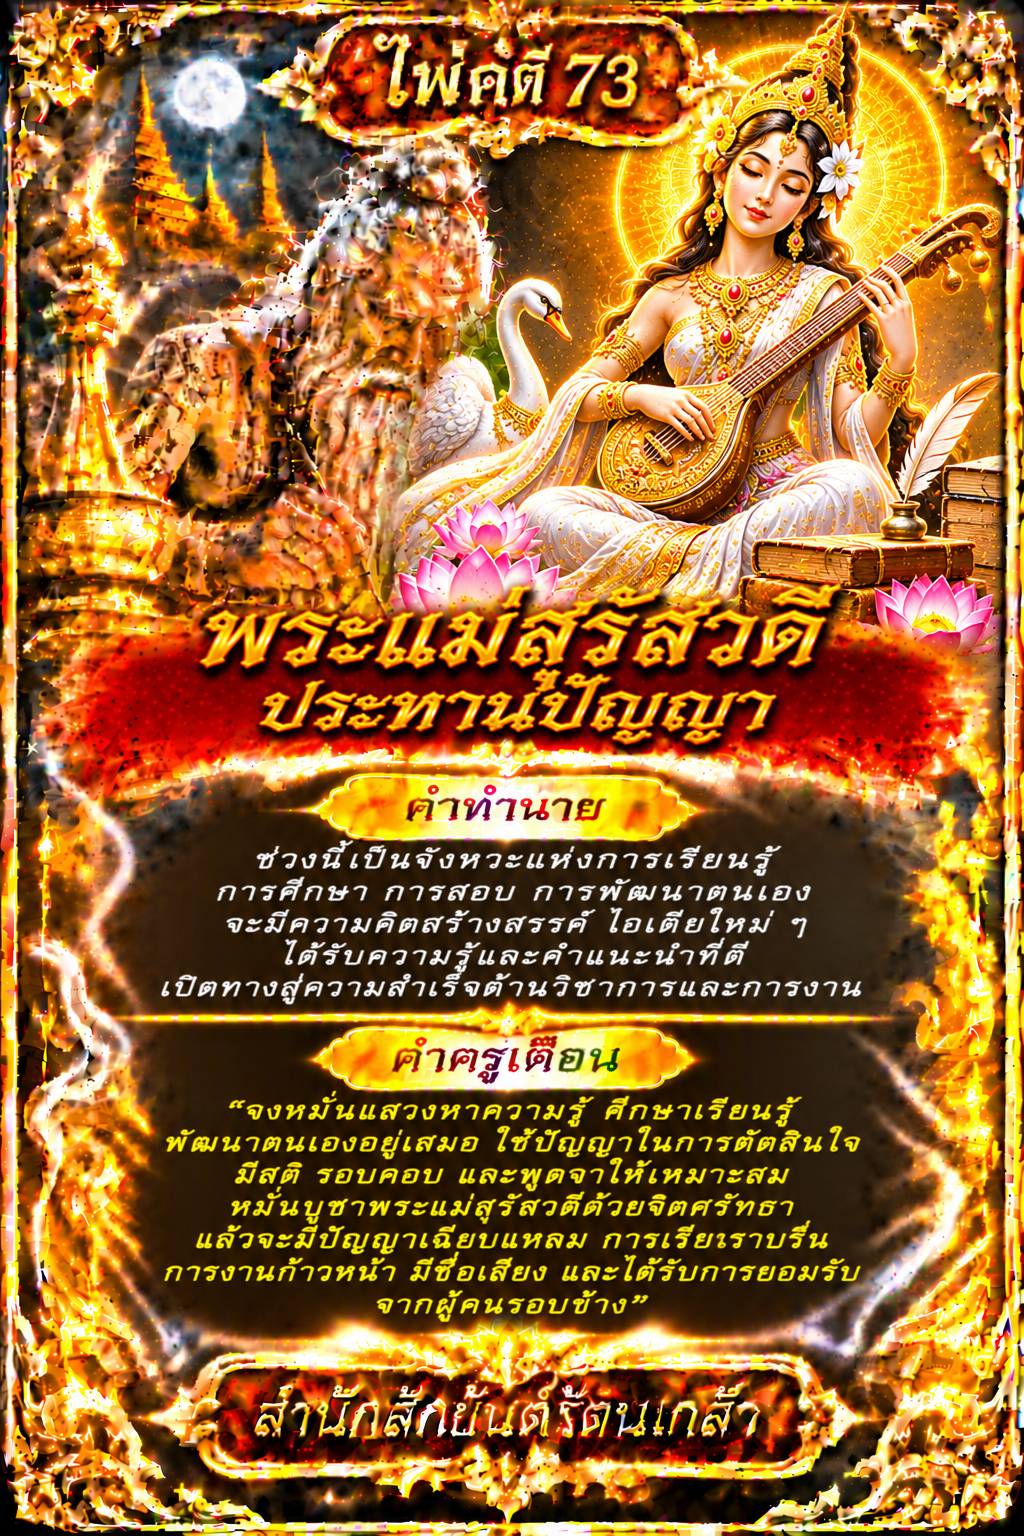 ไพ่คติ 73
พระแม่สุรัสวดี
ประทานปัญญา
คำทำนาย
ช่วงนี้เป็นจังหวะแห่งการเรียนรู้
การศึกษา การสอบ การพัฒนาตนเอง
จะมีความคิดสร้างสรรค์ ไอเดียใหม่ ๆ
ได้รับความรู้และคำแนะนำที่ดี
เปิดทางสู่ความสำเร็จด้านวิชาการและการงาน
คำครูเตือน
“จงหมั่นแสวงหาความรู้ ศึกษาเรียนรู้
พัฒนาตนเองอยู่เสมอ ใช้ปัญญาในการตัดสินใจ
มีสติ รอบคอบ และพูดจาให้เหมาะสม
หมั่นบูชาพระแม่สุรัสวดีด้วยจิตศรัทธา
แล้วจะมีปัญญาเฉียบแหลม การเรียนราบรื่น
การงานก้าวหน้า มีชื่อเสียง และได้รับการยอมรับ
จากผู้คนรอบข้าง”
สำนักสักยันต์รัตนเกล้า